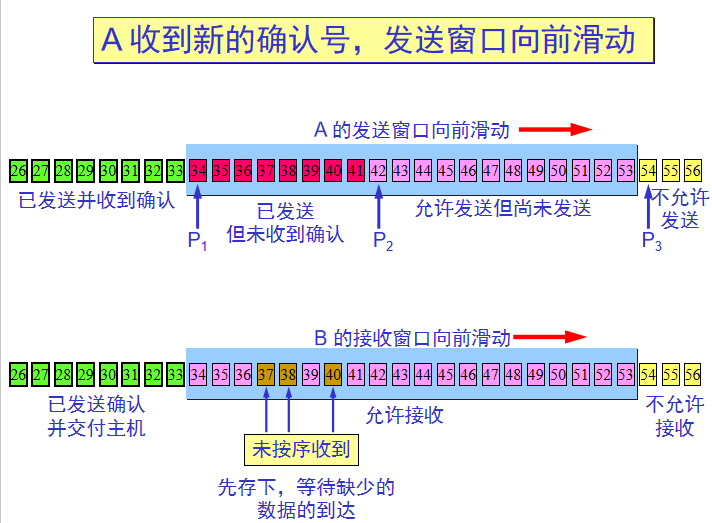 A 收到新的确认号，发送窗口向前滑动
A 的发送窗口向前滑动
26 27 28 29 30 31 32 33 34 35 36 37 38 39 40 41 42 43 44 45 46 47 48 49 50 51 52 53 54 55 56
已发送并收到确认
已发送
但未收到确认
允许发送但尚未发送
不允许
发送
P1
P2
P3
B 的接收窗口向前滑动
26 27 28 29 30 31 32 33 34 35 36 37 38 39 40 41 42 43 44 45 46 47 48 49 50 51 52 53 54 55 56
已发送确认
并交付主机
允许接收
不允许
接收
未按序收到
先存下，等待缺少的
数据的到达